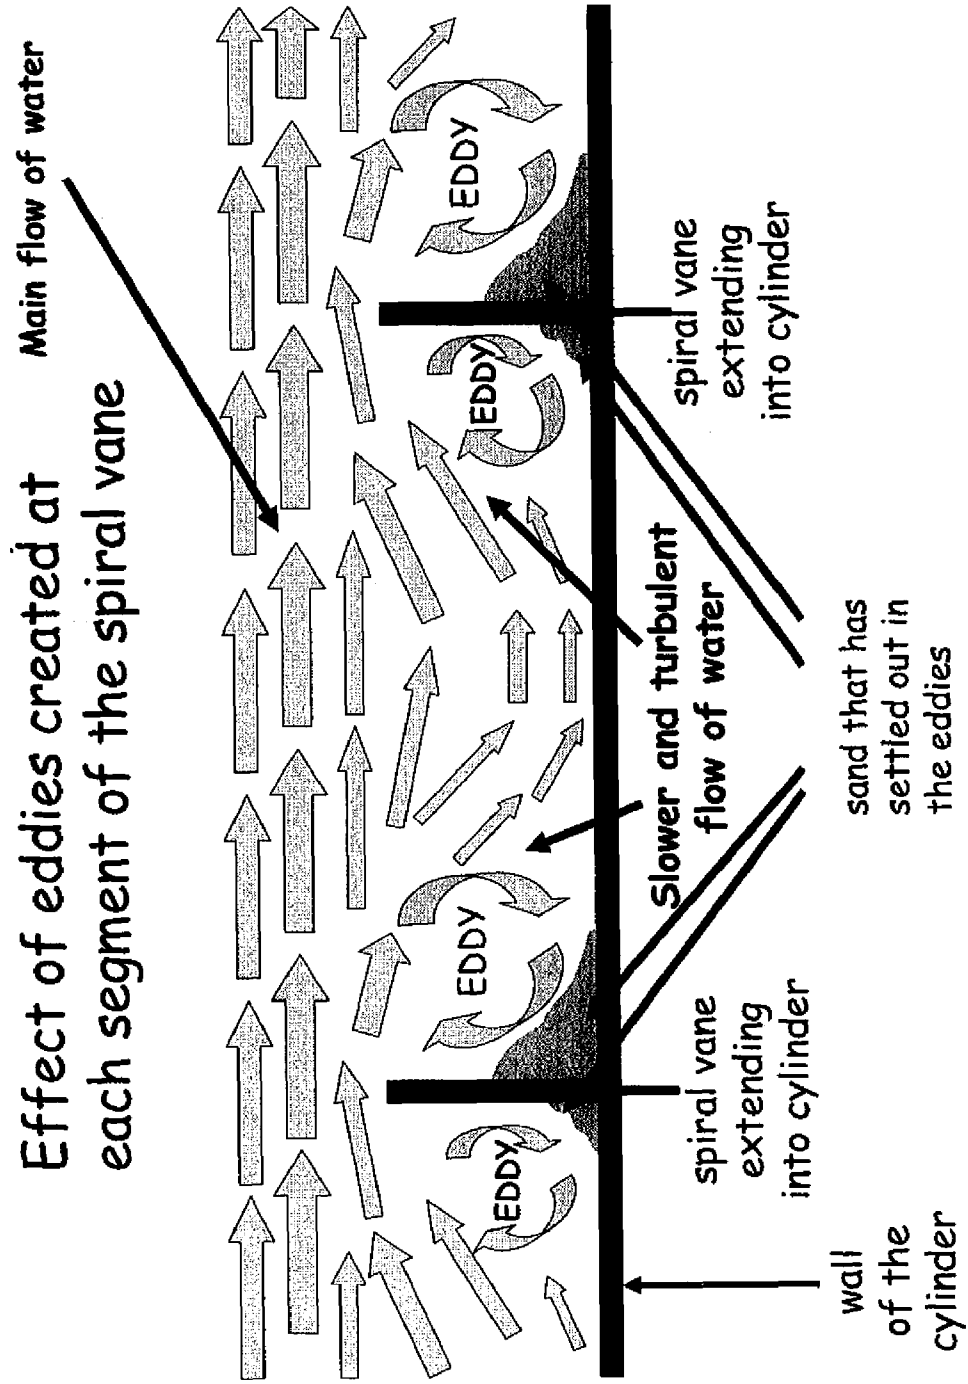 Effect of eddies created at
each segment of the spiral vane
Main flow of water
EDDY
EDDY
EDDY
EDDY
Slower and turbulent
flow of water
wall
of the
cylinder
spiral vane
extending
into cylinder
sand that has
settled out in
the eddies
spiral vane
extending
into cylinder